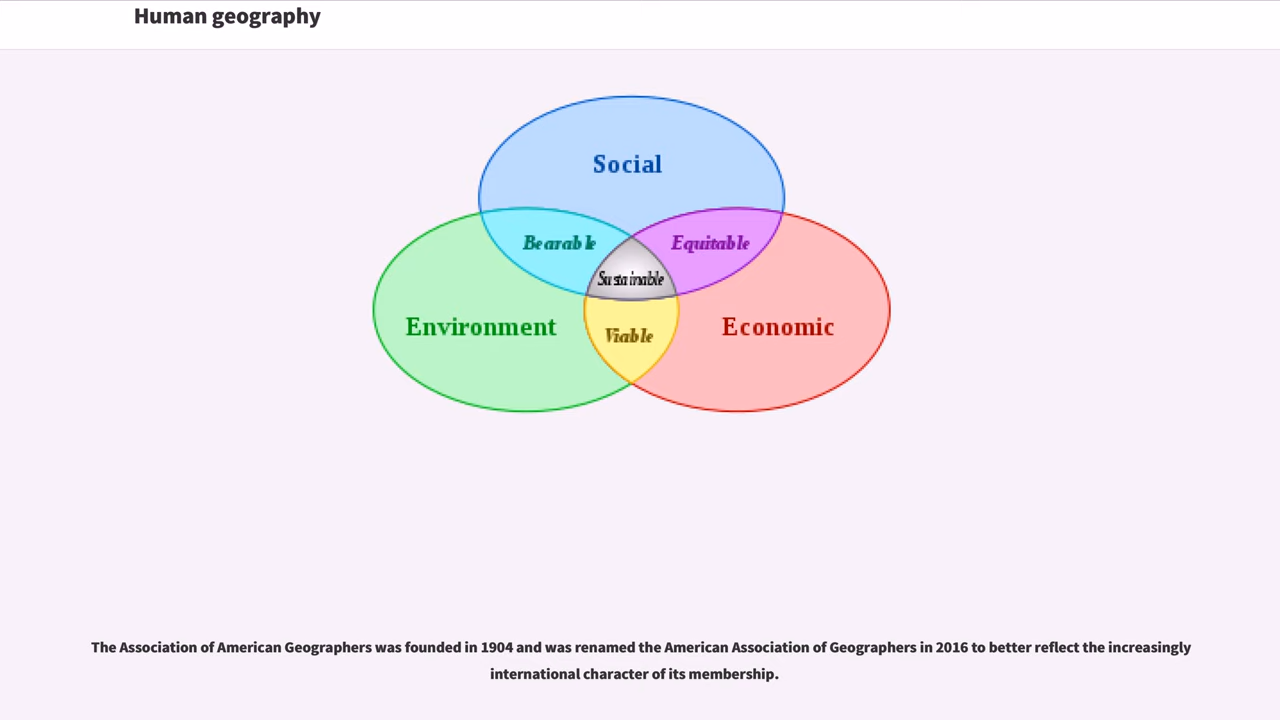 Human geography
Social
Bearable
Equitable
Sustainable
Environment
Viable
Economic
The Association of American Geographers was founded in 1904 and was renamed the American Association of Geographers in 2016 to better reflect the increasingly
international character of its membership.